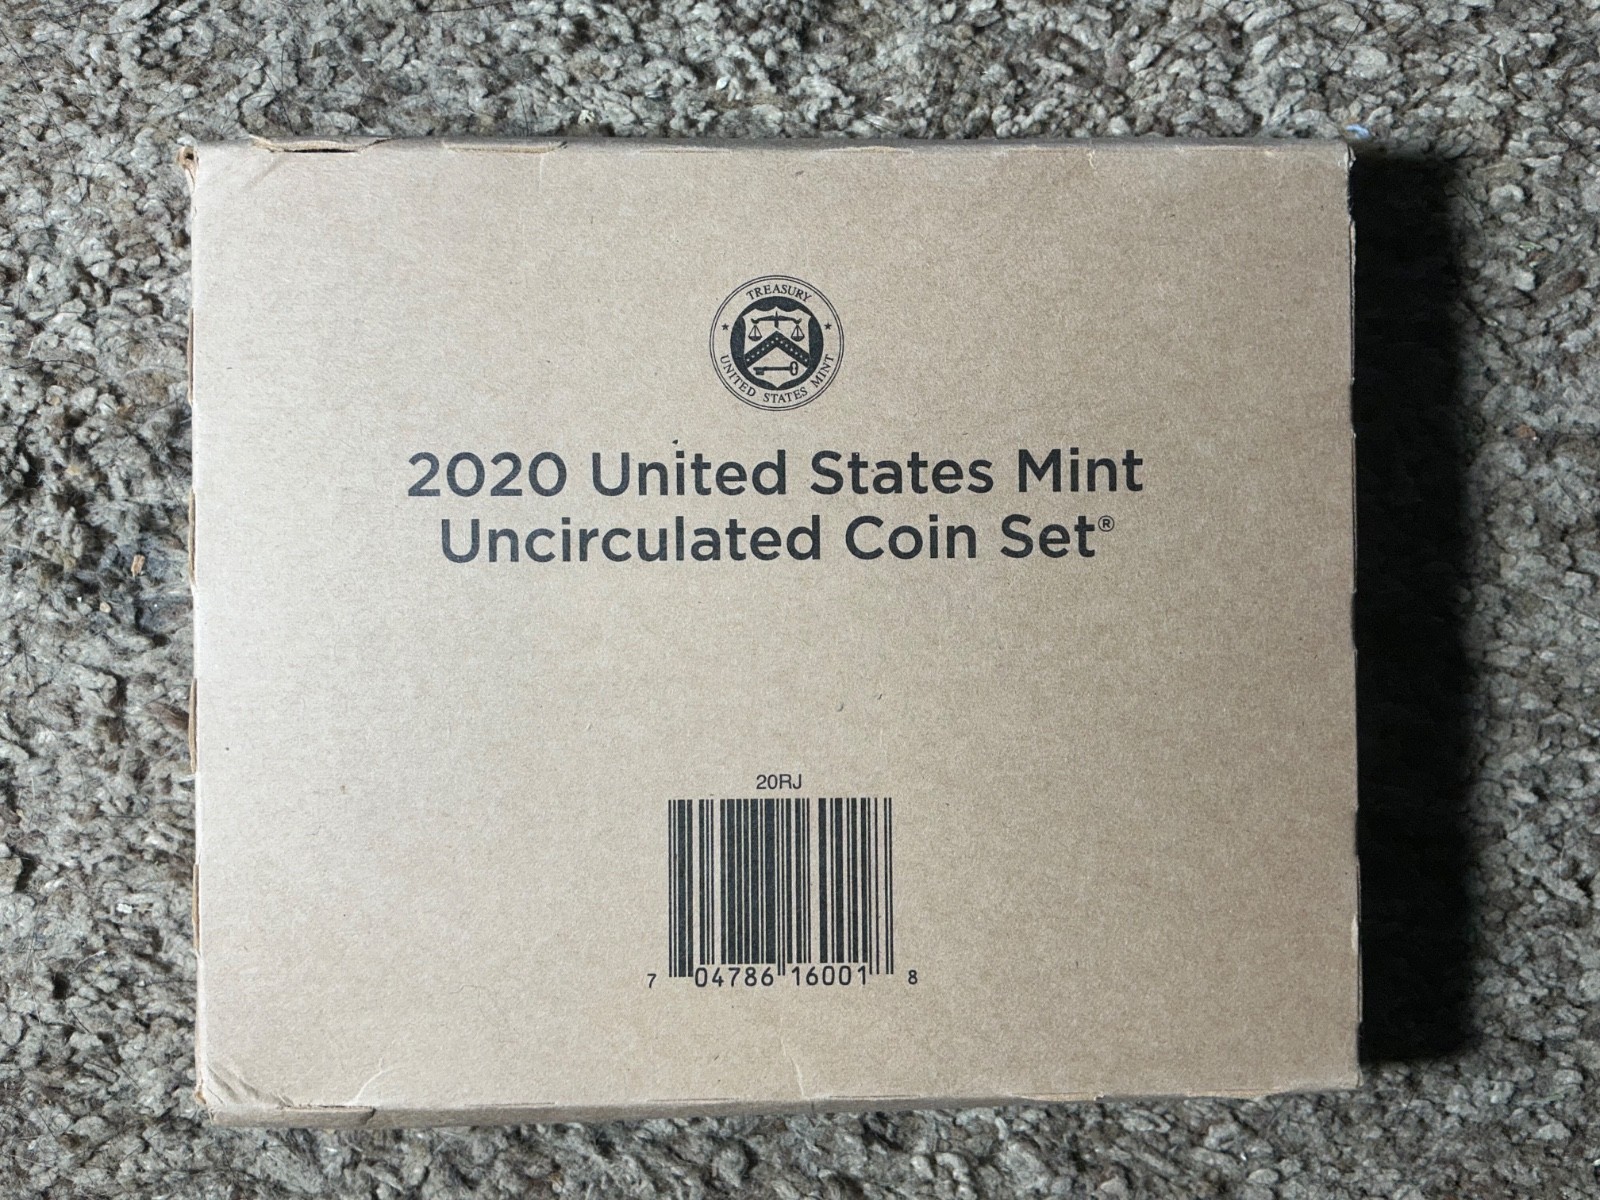 TREASURY
UNITED STATES MINT
2020 United States Mint
Uncirculated Coin Set®
20RJ
7 04786 16001 8